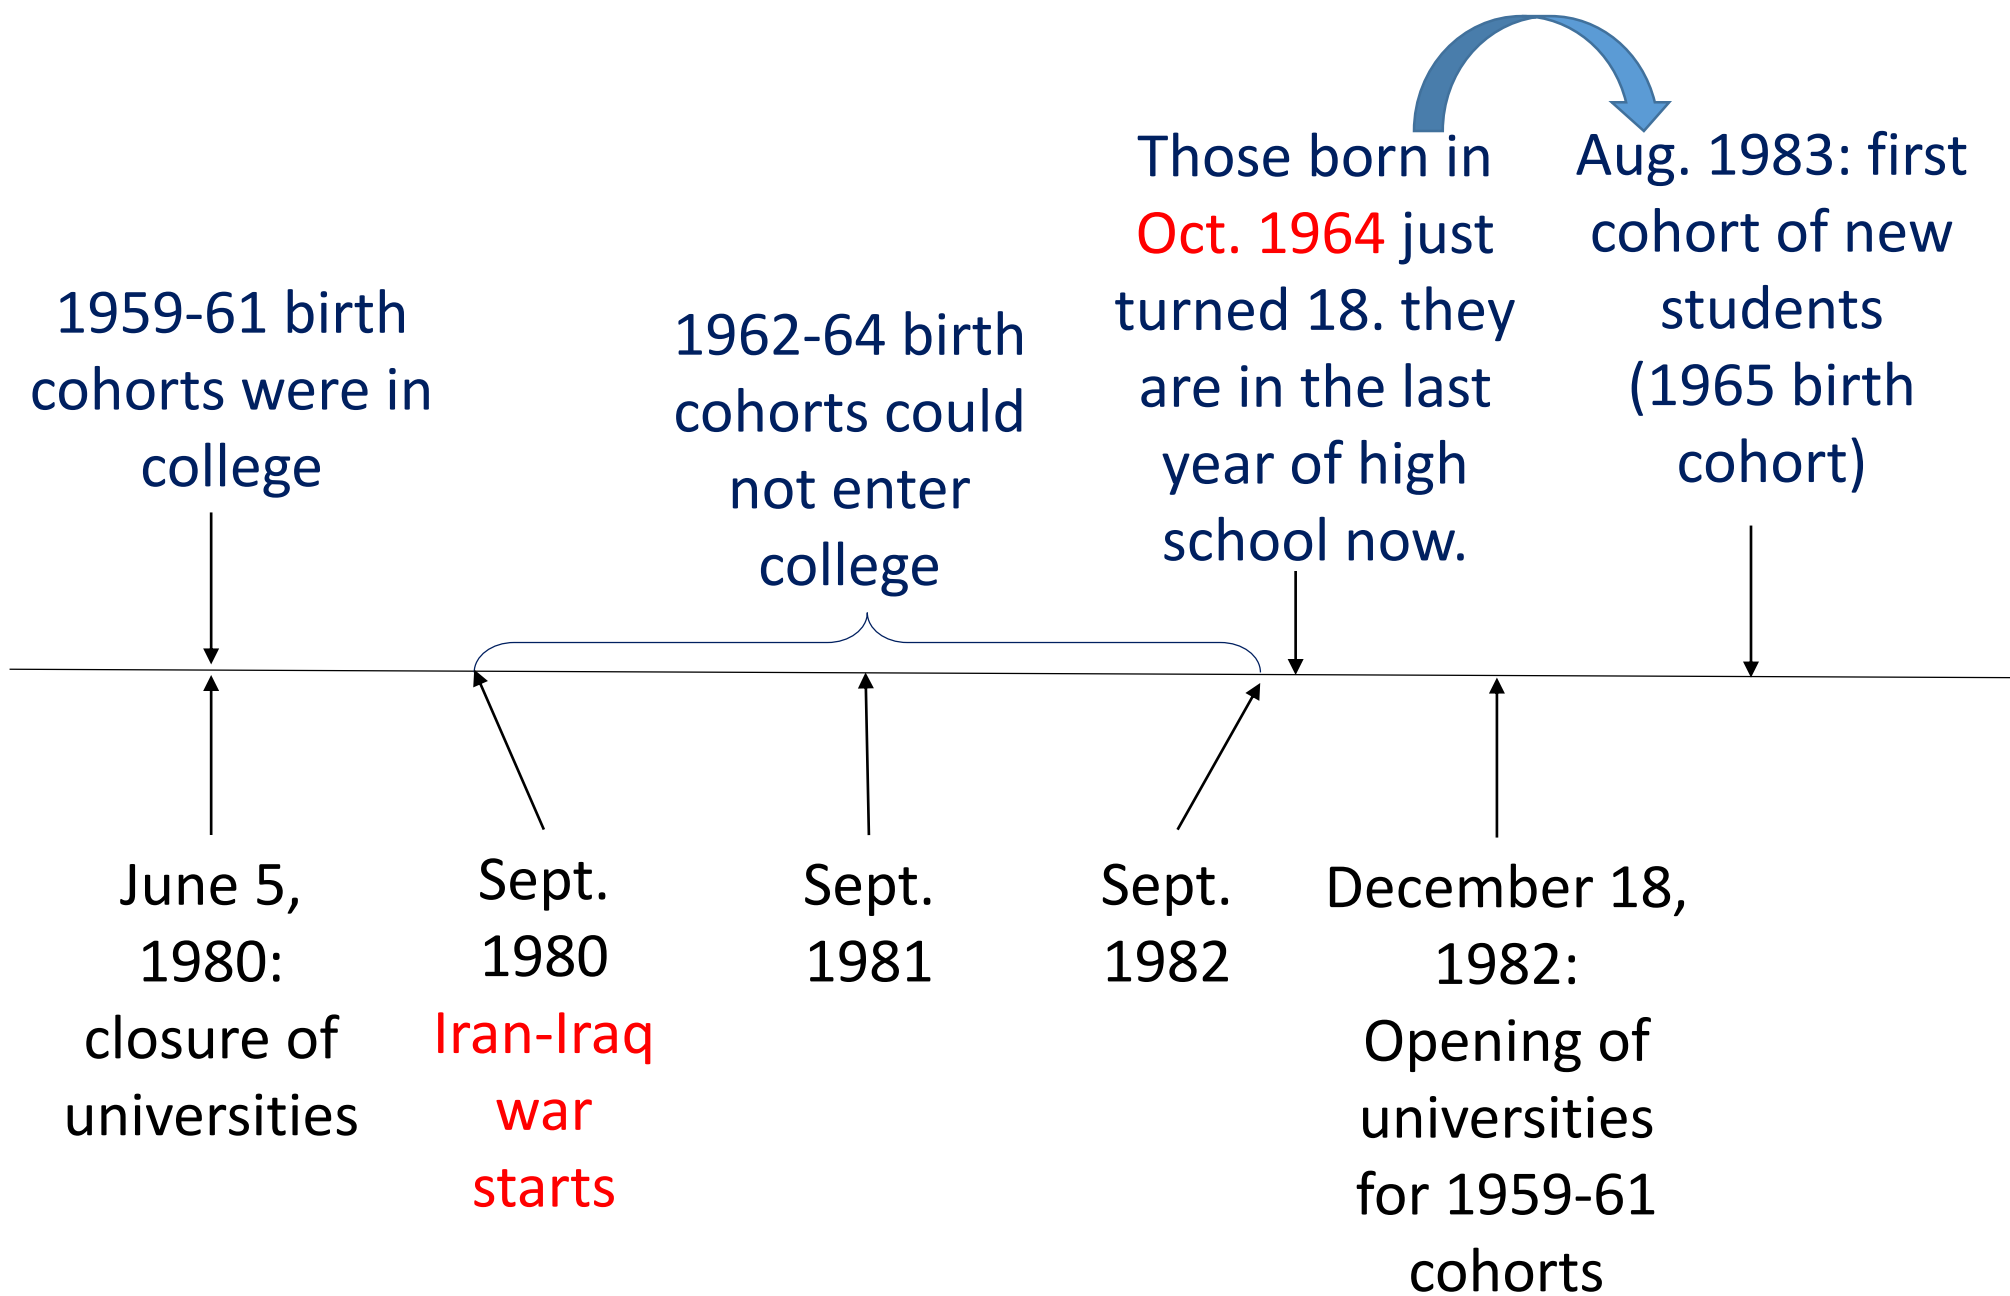 1959-61 birth
cohorts were in
college
1962-64 birth
cohorts could
not enter
college
Those born in
Oct. 1964 just
turned 18. they
are in the last
year of high
school now.
Aug. 1983: first
cohort of new
students
(1965 birth
cohort)
June 5,
1980:
closure of
universities
Sept.
1980
Iran-Iraq
war
starts
Sept.
1981
Sept.
1982
December 18,
1982:
Opening of
universities
for 1959-61
cohorts